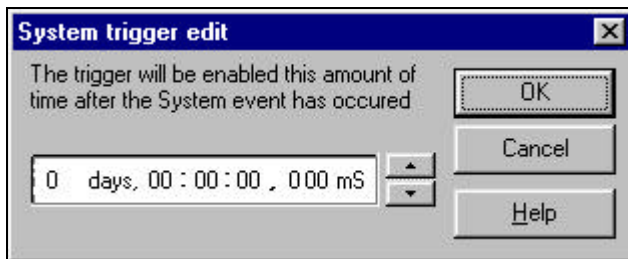 System trigger edit
The trigger will be enabled this amount of
time after the System event has occured
OK
Cancel
0 days, 00 : 00 : 00 , 000 mS
Help